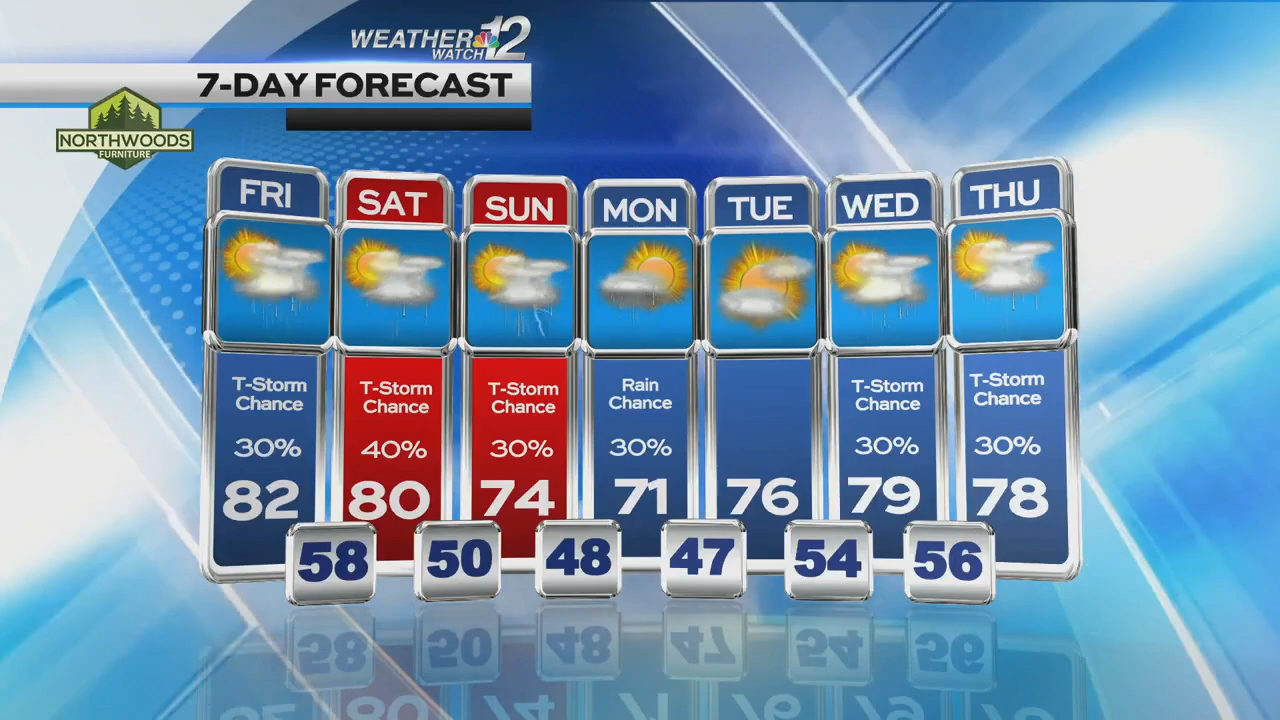 WEATHER 12
WATCH
7-DAY FORECAST
NORTHWOODS
FURNITURE
FRI SAT SUN MON TUE WED THU
T-Storm T-Storm T-Storm Rain T-Storm T-Storm
Chance Chance Chance Chance Chance Chance
30% 40% 30% 30% 30% 30%
82 80 74 71 76 79 78
58 50 48 47 54 56